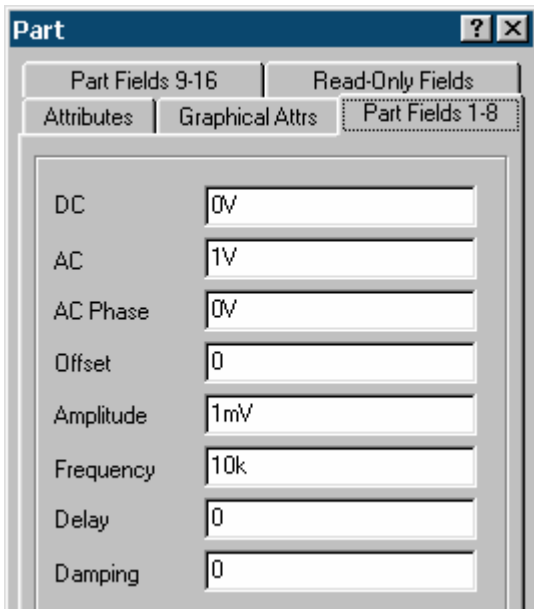 Part
Part Fields 9-16 Read-Only Fields
Attributes Graphical Attrs Part Fields 1-8
DC 0V
AC 1V
AC Phase 0V
Offset 0
Amplitude 1mV
Frequency 10k
Delay 0
Damping 0